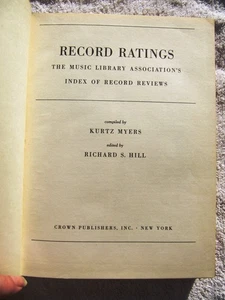 RECORD RATINGS
THE MUSIC LIBRARY ASSOCIATION'S
INDEX OF RECORD REVIEWS
compiled by
KURTZ MYERS
edited by
RICHARD S. HILL
CROWN PUBLISHERS, INC. · NEW YORK